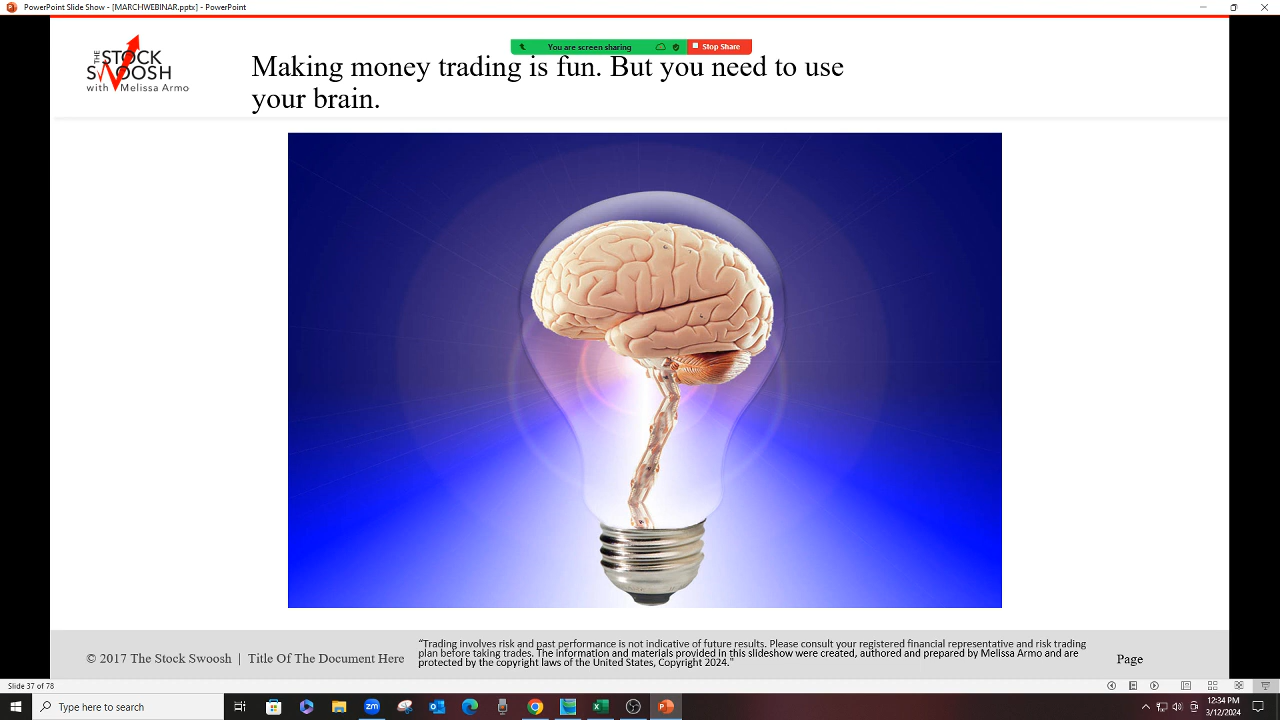 PowerPoint Slide Show - [MARCHWEBINAR.pptx] - PowerPoint
You are screen sharing
Stop Share
THE STOCK
SWOOSH
with Melissa Armo
Making money trading is fun. But you need to use
your brain.
© 2017 The Stock Swoosh | Title Of The Document Here
"Trading involves risk and past performance is not indicative of future results. Please consult your registered financial representative and risk trading
plan before taking trades. The information and materials provided in this slideshow were created, authored and prepared by Melissa Armo and are
protected by the copyright laws of the United States, Copyright 2024."
Page
Slide 37 of 78
Type here to search
12:34 PM
3/12/2024